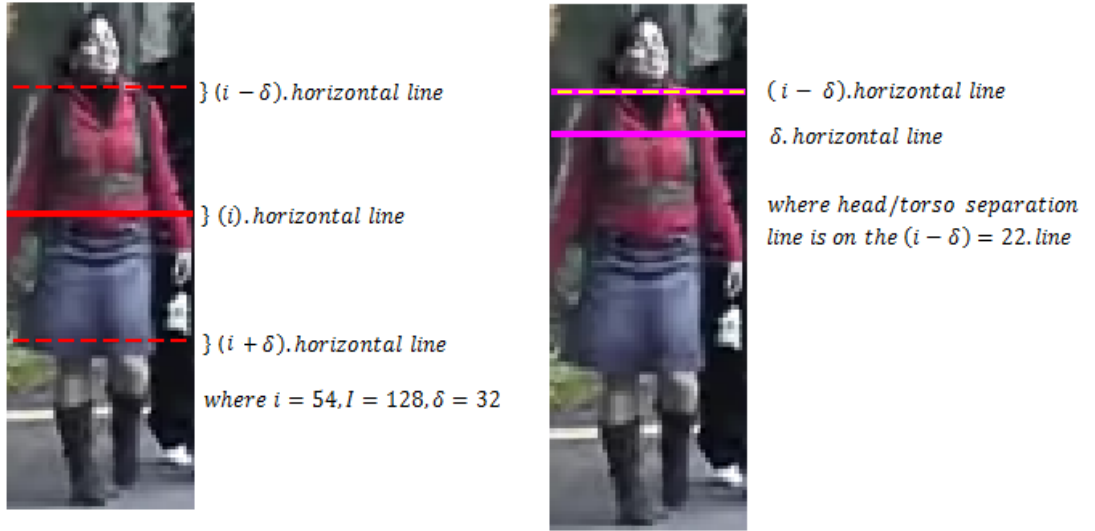 } (i − δ).horizontal line
} (i).horizontal line
} (i + δ).horizontal line
where i = 54, I = 128, δ = 32
( i − δ).horizontal line
δ. horizontal line
where head/torso separation
line is on the (i − δ) = 22. line